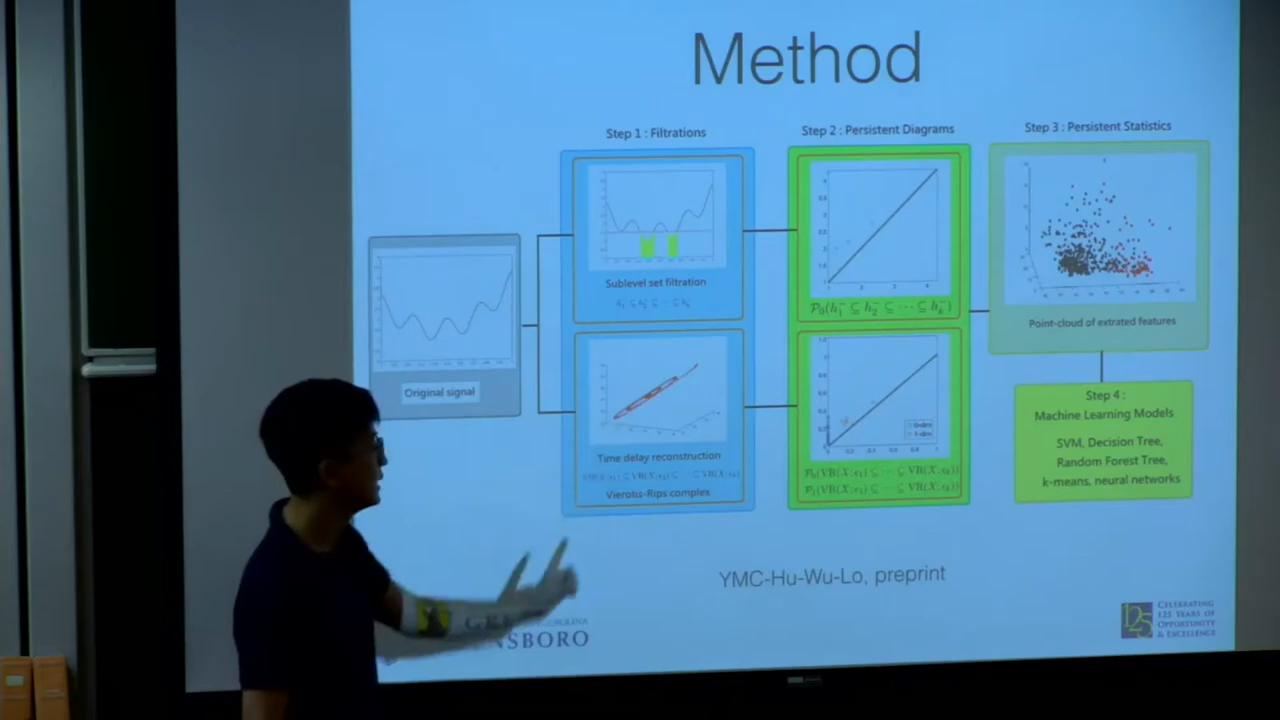 Method
Step 1 : Filtrations
Step 2 : Persistent Diagrams
Step 3 : Persistent Statistics
Original signal
Sublevel set filtration
Time delay reconstruction
Vierotis-Rips complex
Point-cloud of extrated features
Step 4 :
Machine Learning Models
SVM, Decision Tree,
Random Forest Tree,
k-means, neural networks
YMC-Hu-Wu-Lo, preprint
NSBORO
125
CELEBRATING
125 YEARS OF
OPPORTUNITY
& EXCELLENCE